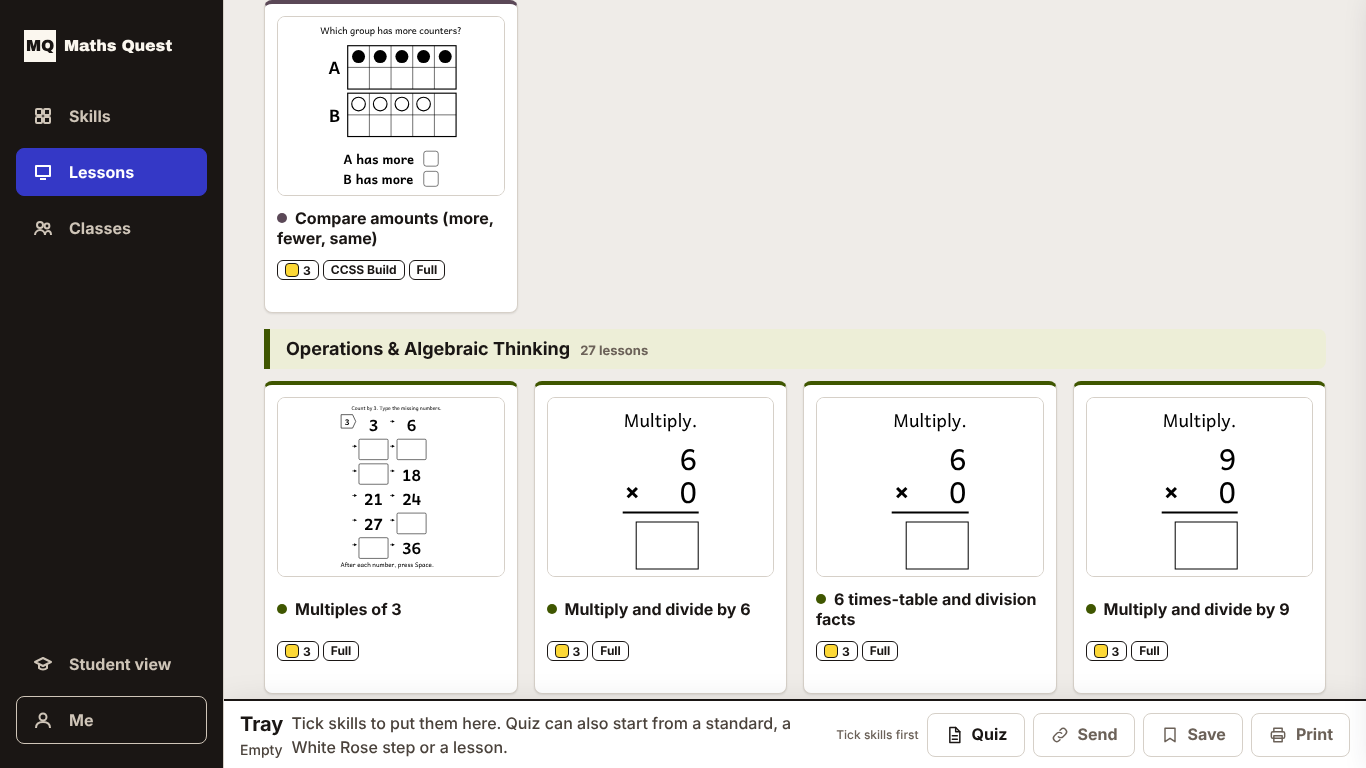 MQ Maths Quest
Skills
Lessons
Classes
Student view
Me
Which group has more counters?
A
B
A has more
B has more
Compare amounts (more,
fewer, same)
3 CCSS Build Full
Operations & Algebraic Thinking 27 lessons
Count by 3. Type the missing numbers.
3 3 6
18
21 24
27
36
After each number, press Space.
Multiples of 3
3 Full
Multiply.
6
× 0
Multiply and divide by 6
3 Full
Multiply.
6
× 0
6 times-table and division
facts
3 Full
Multiply.
9
× 0
Multiply and divide by 9
3 Full
Tray
Empty
Tick skills to put them here. Quiz can also start from a standard, a
White Rose step or a lesson.
Tick skills first
Quiz
Send
Save
Print